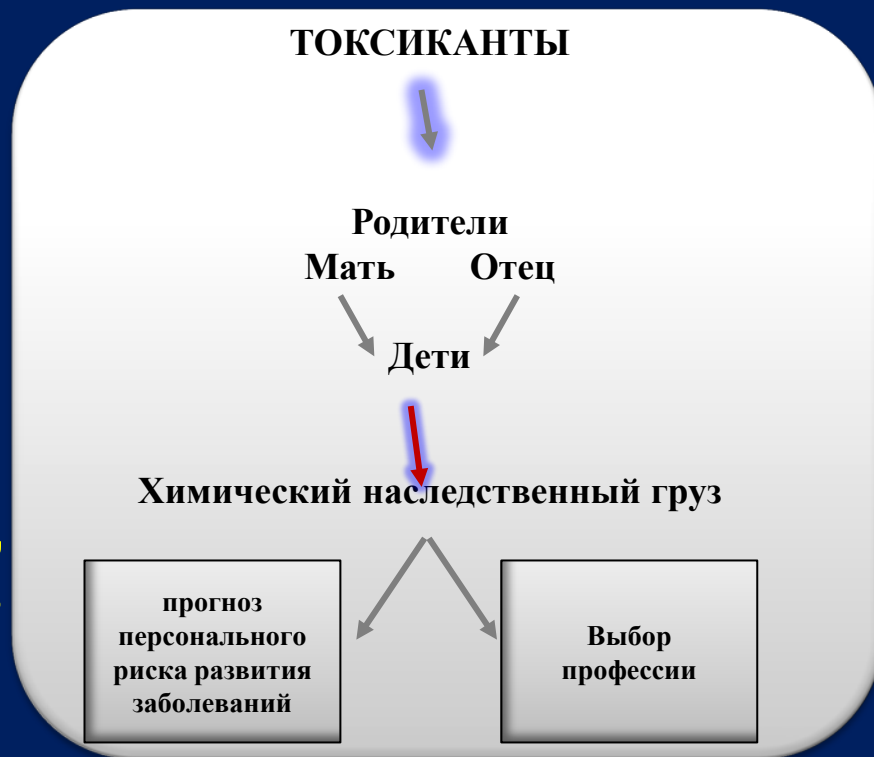 ТОКСИКАНТЫ
Родители
Мать Отец
Дети
Химический наследственный груз
прогноз
персонального
риска развития
заболеваний
Выбор
профессии